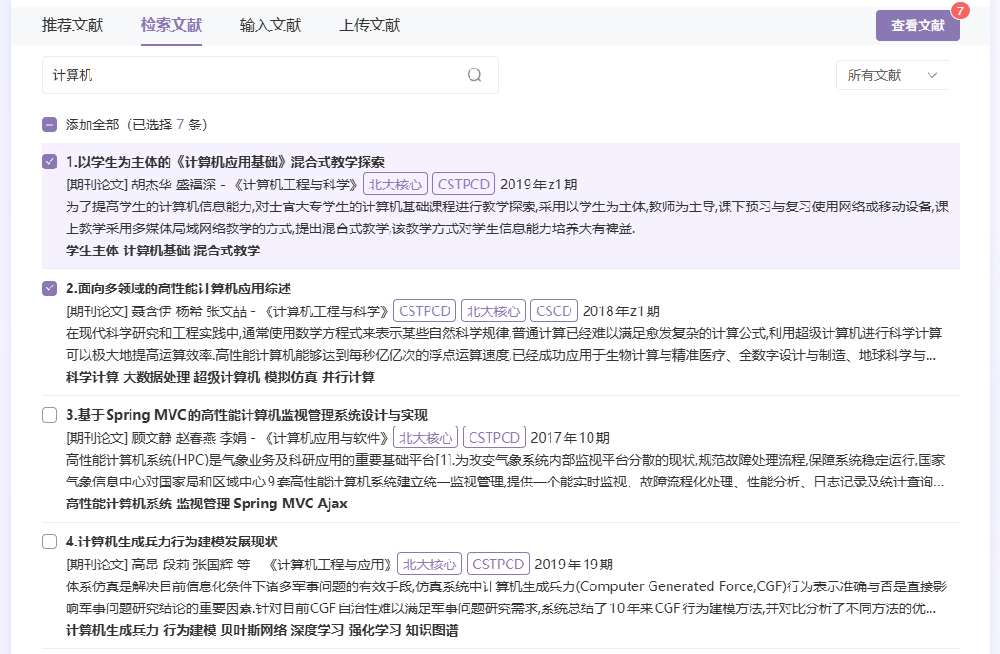 推荐文献 检索文献 输入文献 上传文献 查看文献 7
计算机 所有文献
添加全部（已选择 7 条）
1.以学生为主体的《计算机应用基础》混合式教学探索
[期刊论文] 胡杰华 盛福深 - 《计算机工程与科学》 北大核心 CSTPCD 2019年z1期
为了提高学生的计算机信息能力,对士官大专学生的计算机基础课程进行教学探索,采用以学生为主体,教师为主导,课下预习与复习使用网络或移动设备,课
上教学采用多媒体局域网络教学的方式,提出混合式教学,该教学方式对学生信息能力培养大有裨益.
学生主体 计算机基础 混合式教学
2.面向多领域的高性能计算机应用综述
[期刊论文] 聂含伊 杨希 张文喆 - 《计算机工程与科学》 CSTPCD 北大核心 CSCD 2018年z1期
在现代科学研究和工程实践中,通常使用数学方程式来表示某些自然科学规律,普通计算已经难以满足愈发复杂的计算公式,利用超级计算机进行科学计算
可以极大地提高运算效率.高性能计算机能够达到每秒亿亿次的浮点运算速度,已经成功应用于生物计算与精准医疗、全数字设计与制造、地球科学与...
科学计算 大数据处理 超级计算机 模拟仿真 并行计算
3.基于Spring MVC的高性能计算机监视管理系统设计与实现
[期刊论文] 顾文静 赵春燕 李娟 - 《计算机应用与软件》 北大核心 CSTPCD 2017年10期
高性能计算机系统(HPC)是气象业务及科研应用的重要基础平台[1].为改变气象系统内部监视平台分散的现状,规范故障处理流程,保障系统稳定运行,国家
气象信息中心对国家局和区域中心9套高性能计算机系统建立统一监视管理,提供一个能实时监视、故障流程化处理、性能分析、日志记录及统计查询...
高性能计算机系统 监视管理 Spring MVC Ajax
4.计算机生成兵力行为建模发展现状
[期刊论文] 高昂 段莉 张国辉 等 - 《计算机工程与应用》 北大核心 CSTPCD 2019年19期
体系仿真是解决目前信息化条件下诸多军事问题的有效手段,仿真系统中计算机生成兵力(Computer Generated Force,CGF)行为表示准确与否是直接影
响军事问题研究结论的重要因素.针对目前CGF自治性难以满足军事问题研究需求,系统总结了10年来CGF行为建模方法,并对比分析了不同方法的优...
计算机生成兵力 行为建模 贝叶斯网络 深度学习 强化学习 知识图谱